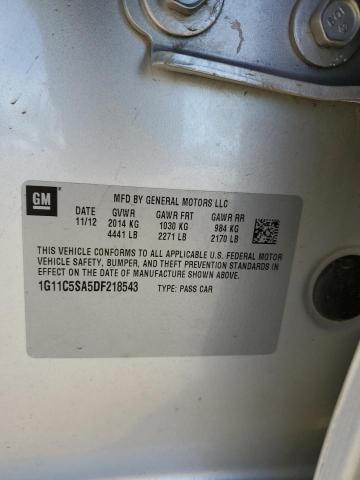 GM
MFD BY GENERAL MOTORS LLC
DATE GVWR GAWR FRT GAWR RR
11/12 2014 KG 1030 KG 984 KG
4441 LB 2271 LB 2170 LB
THIS VEHICLE CONFORMS TO ALL APPLICABLE U.S. FEDERAL MOTOR
VEHICLE SAFETY, BUMPER, AND THEFT PREVENTION STANDARDS IN
EFFECT ON THE DATE OF MANUFACTURE SHOWN ABOVE.
1G11C5SA5DF218543 TYPE: PASS CAR